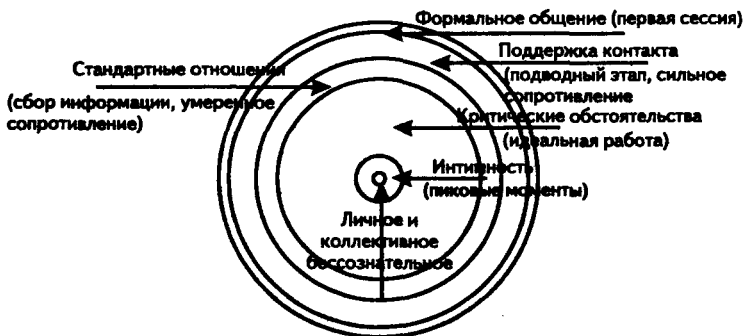 Формальное общение (первая сессия)
Поддержка контакта
(подводный этап, сильное
сопротивление
Стандартные отношения
(сбор информации, умеренное
сопротивление)
Критические обстоятельства
(идеальная работа)
Интимность
(пиковые моменты)
Личное и
коллективное
бессознательное